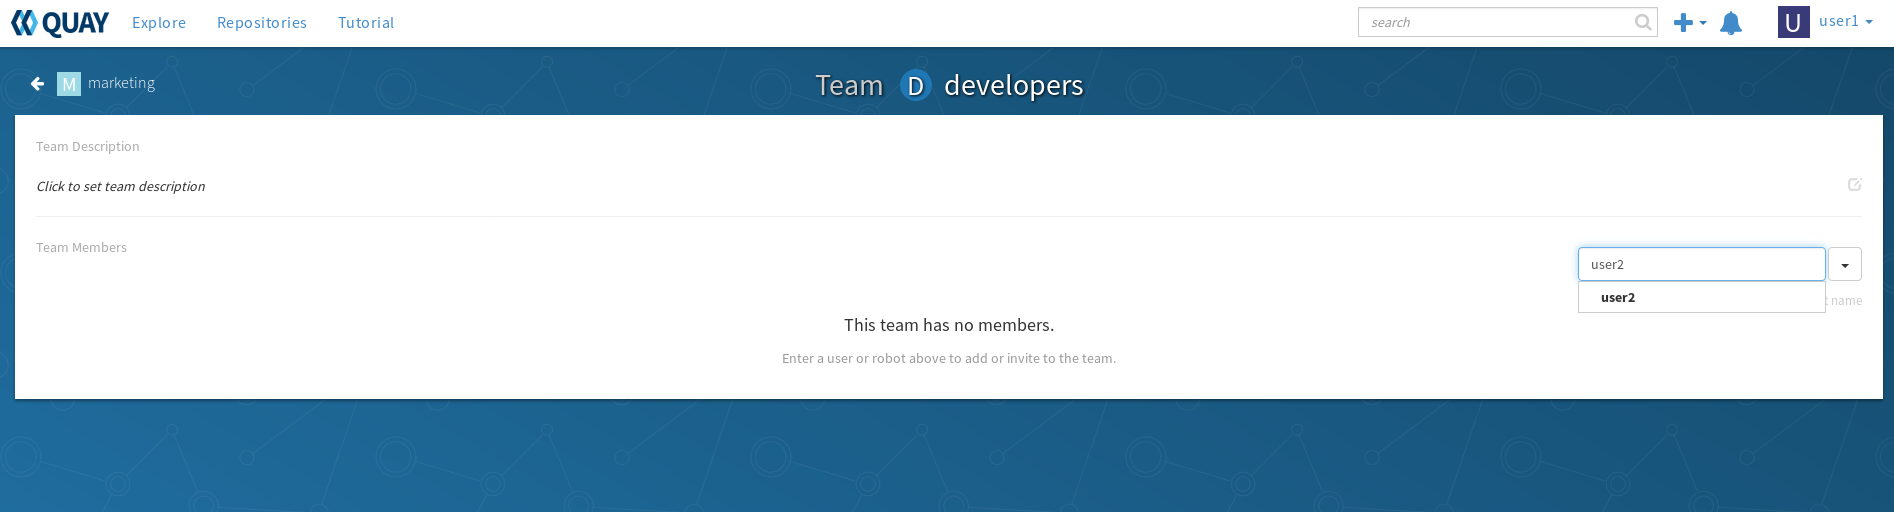 QUAY Explore Repositories Tutorial search U user1
M marketing Team D developers
Team Description
Click to set team description
Team Members
user2
user2
name
This team has no members.
Enter a user or robot above to add or invite to the team.